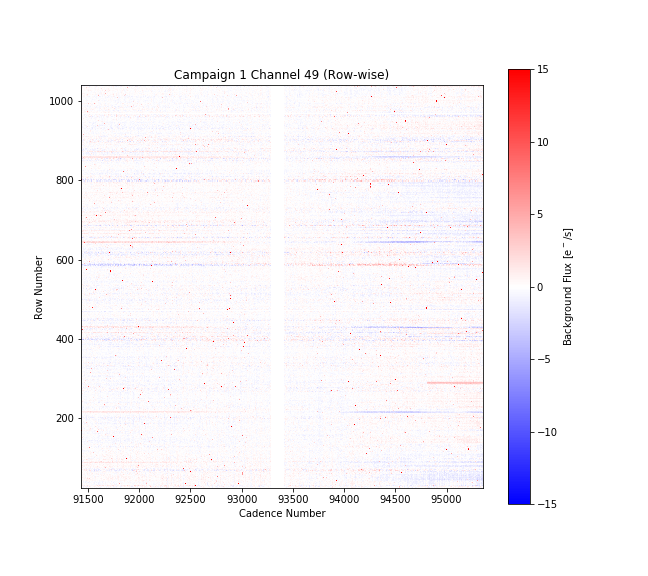 Campaign 1 Channel 49 (Row-wise)
1000
800
600
400
200
Row Number
91500 92000 92500 93000 93500 94000 94500 95000
Cadence Number
15
10
5
0
−5
−10
−15
Background Flux [e⁻/s]